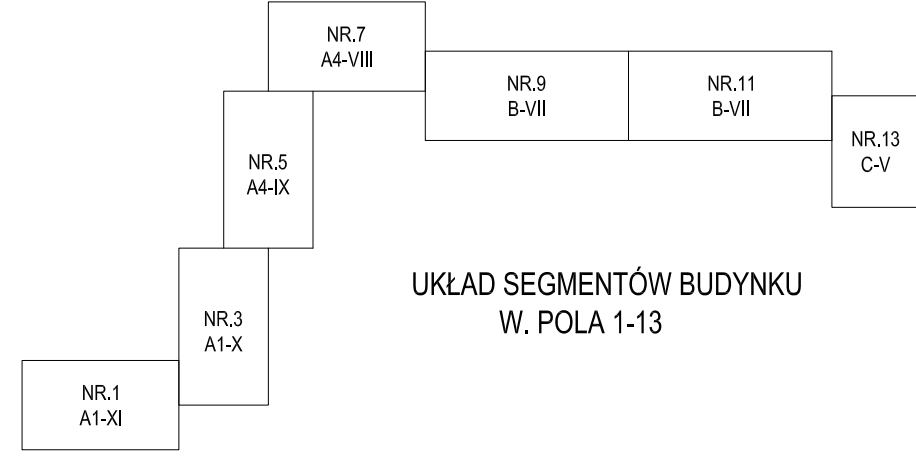 NR.7
A4-VIII
NR.9
B-VII
NR.11
B-VII
NR.13
C-V
NR.5
A4-IX
UKŁAD SEGMENTÓW BUDYNKU
W. POLA 1-13
NR.3
A1-X
NR.1
A1-XI